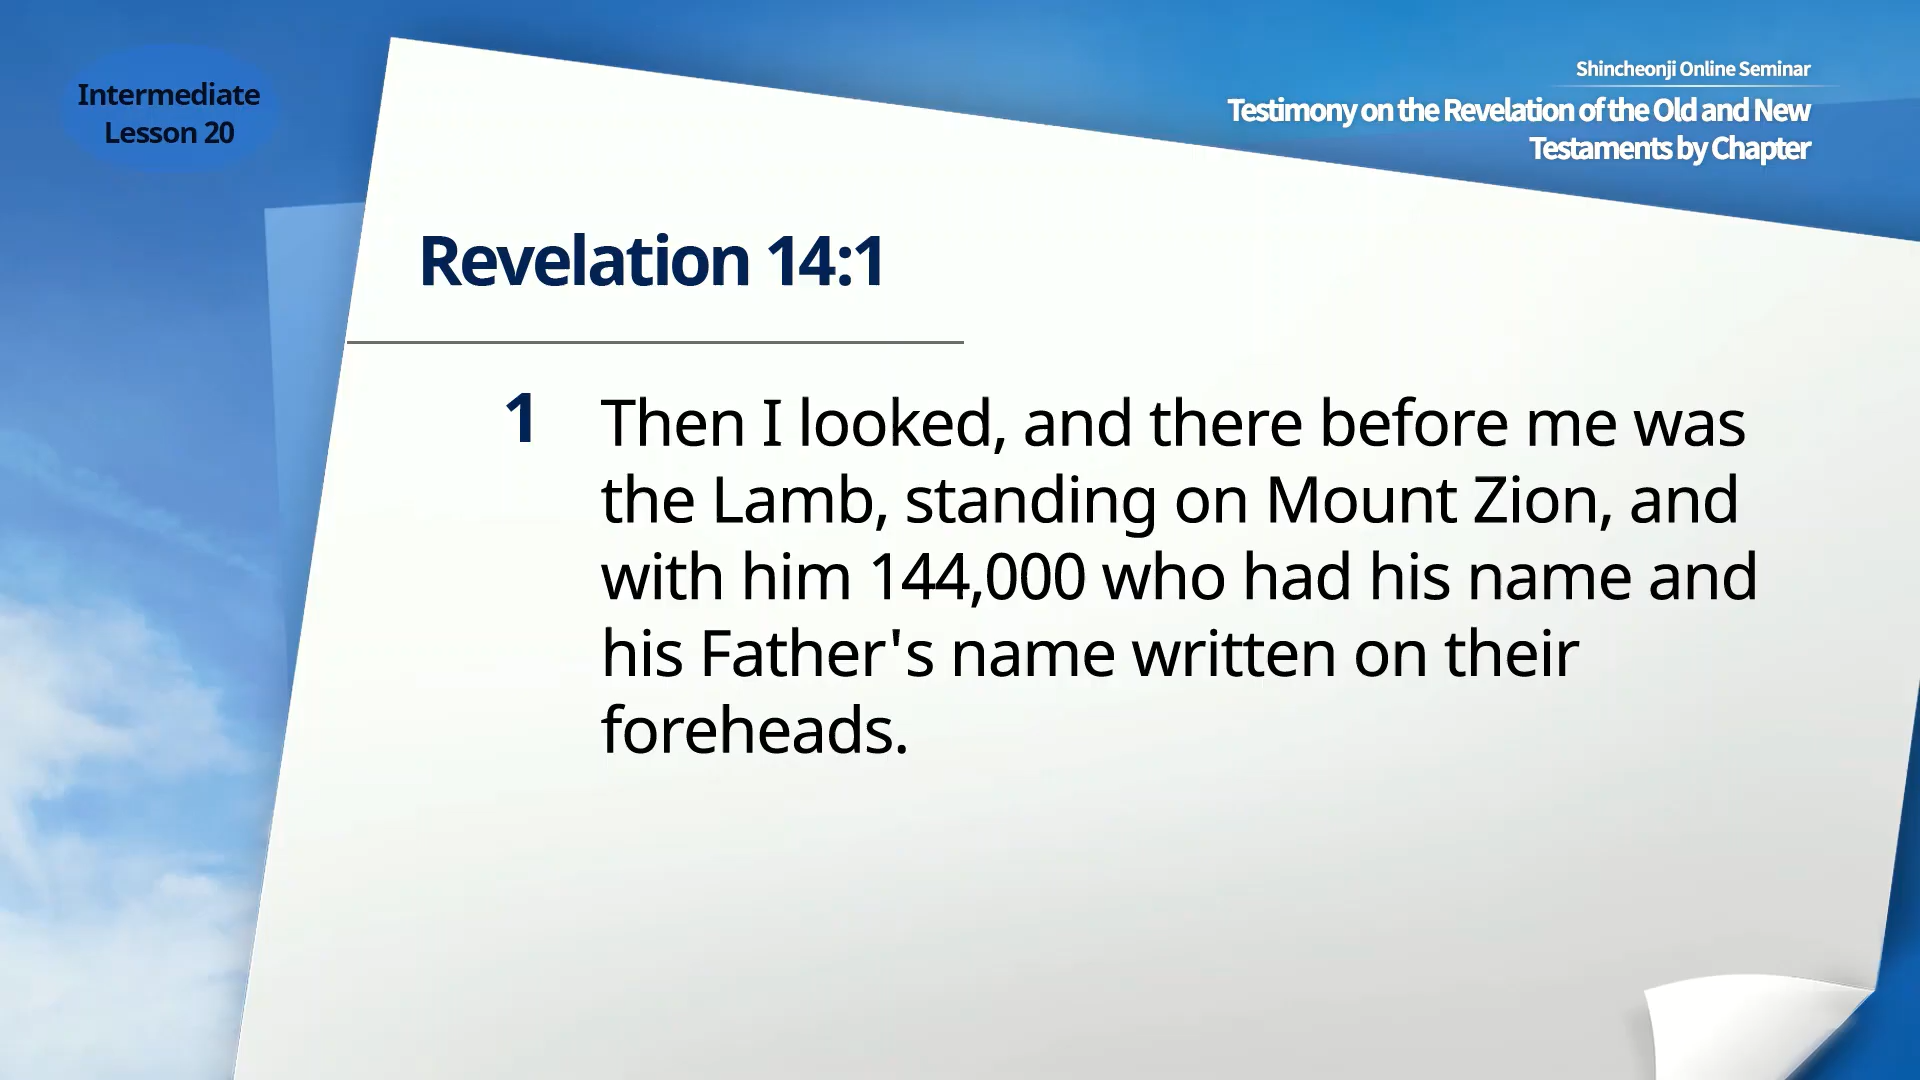 Intermediate
Lesson 20
Shincheonji Online Seminar
Testimony on the Revelation of the Old and New
Testaments by Chapter
Revelation 14:1
1 Then I looked, and there before me was
the Lamb, standing on Mount Zion, and
with him 144,000 who had his name and
his Father's name written on their
foreheads.